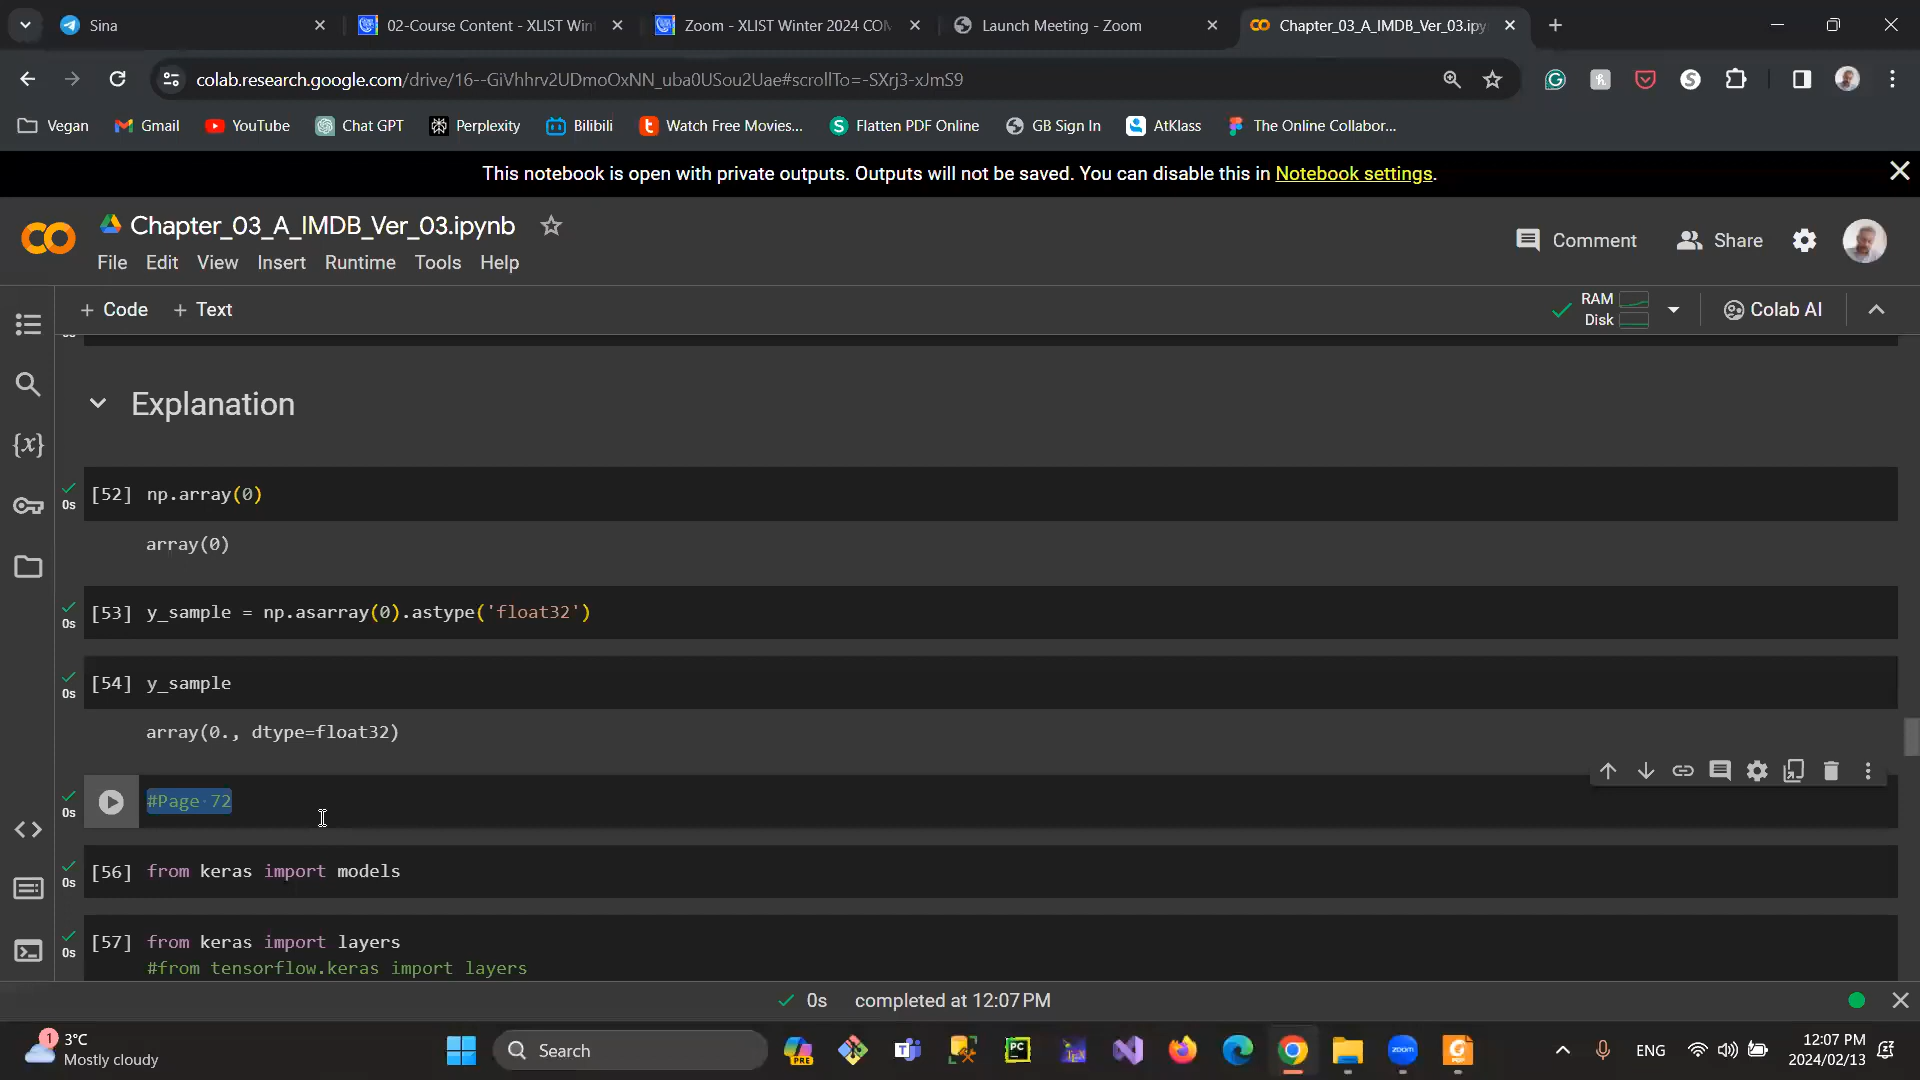 Sina
02-Course Content - XLIST Win
Zoom - XLIST Winter 2024 CON
Launch Meeting - Zoom
Chapter_03_A_IMDB_Ver_03.ipy
colab.research.google.com/drive/16--GiVhhrv2UDmoOxNN_uba0USou2Uae#scrollTo=-SXrj3-xJmS9
Vegan
Gmail
YouTube
Chat GPT
Perplexity
Bilibili
Watch Free Movies...
Flatten PDF Online
GB Sign In
AtKlass
The Online Collabor...
This notebook is open with private outputs. Outputs will not be saved. You can disable this in Notebook settings.
Chapter_03_A_IMDB_Ver_03.ipynb
Comment
Share
File Edit View Insert Runtime Tools Help
+ Code + Text
RAM
Disk
Colab AI
Explanation
0s
[52] np.array(0)
array(0)
0s
[53] y_sample = np.asarray(0).astype('float32')
0s
[54] y_sample
array(0., dtype=float32)
0s
#Page 72
0s
[56] from keras import models
0s
[57] from keras import layers
#from tensorflow.keras import layers
0s completed at 12:07 PM
1
3°C
Mostly cloudy
Search
PRE
PC
zoom
ENG
12:07 PM
2024/02/13